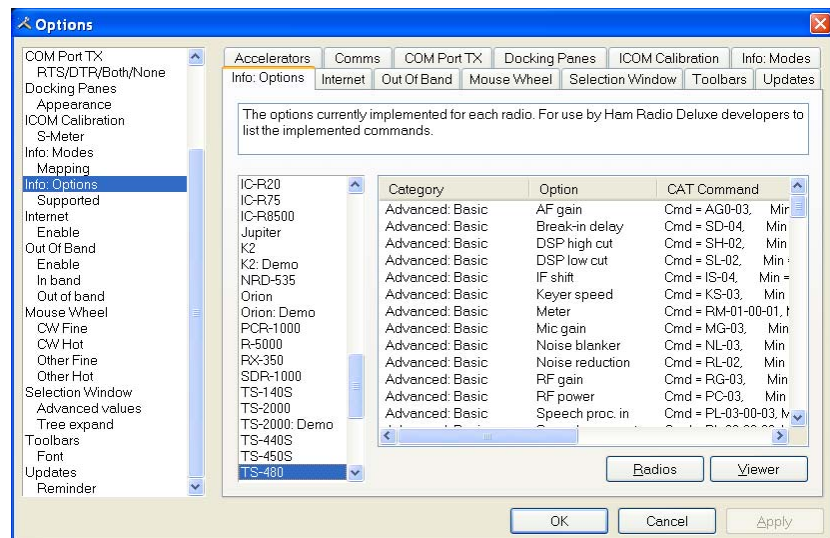 Options
COM Port TX
RTS/DTR/Both/None
Docking Panes
Appearance
ICOM Calibration
S-Meter
Info: Modes
Mapping
Info: Options
Supported
Internet
Enable
Out Of Band
Enable
In band
Out of band
Mouse Wheel
CW Fine
CW Hot
Other Fine
Other Hot
Selection Window
Advanced values
Tree expand
Toolbars
Font
Updates
Reminder
Accelerators Comms COM Port TX Docking Panes ICOM Calibration Info: Modes
Info: Options Internet Out Of Band Mouse Wheel Selection Window Toolbars Updates
The options currently implemented for each radio. For use by Ham Radio Deluxe developers to
list the implemented commands.
IC-R20
IC-R75
IC-R8500
Jupiter
K2
K2: Demo
NRD-535
Orion
Orion: Demo
PCR-1000
R-5000
RX-350
SDR-1000
TS-140S
TS-2000
TS-2000: Demo
TS-440S
TS-450S
TS-480
Category Option CAT Command
Advanced: Basic AF gain Cmd = AG0-03, Min
Advanced: Basic Break-in delay Cmd = SD-04, Min
Advanced: Basic DSP high cut Cmd = SH-02, Min
Advanced: Basic DSP low cut Cmd = SL-02, Min =
Advanced: Basic IF shift Cmd = IS-04, Min =
Advanced: Basic Keyer speed Cmd = KS-03, Min
Advanced: Basic Meter Cmd = RM-01-00-01,
Advanced: Basic Mic gain Cmd = MG-03, Min
Advanced: Basic Noise blanker Cmd = NL-03, Min
Advanced: Basic Noise reduction Cmd = RL-02, Min
Advanced: Basic RF gain Cmd = RG-03, Min
Advanced: Basic RF power Cmd = PC-03, Min
Advanced: Basic Speech proc. in Cmd = PL-03-00-03,
Radios Viewer
OK Cancel Apply